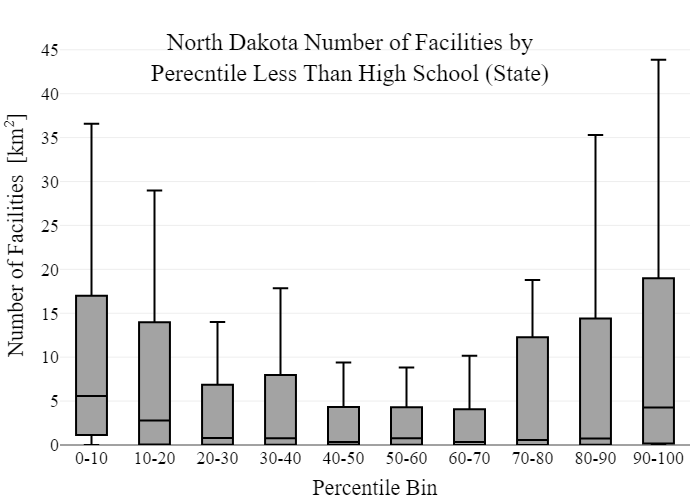 North Dakota Number of Facilities by
Perecntile Less Than High School (State)
Number of Facilities [km²]
45
40
35
30
25
20
15
10
5
0
0-10 10-20 20-30 30-40 40-50 50-60 60-70 70-80 80-90 90-100
Percentile Bin